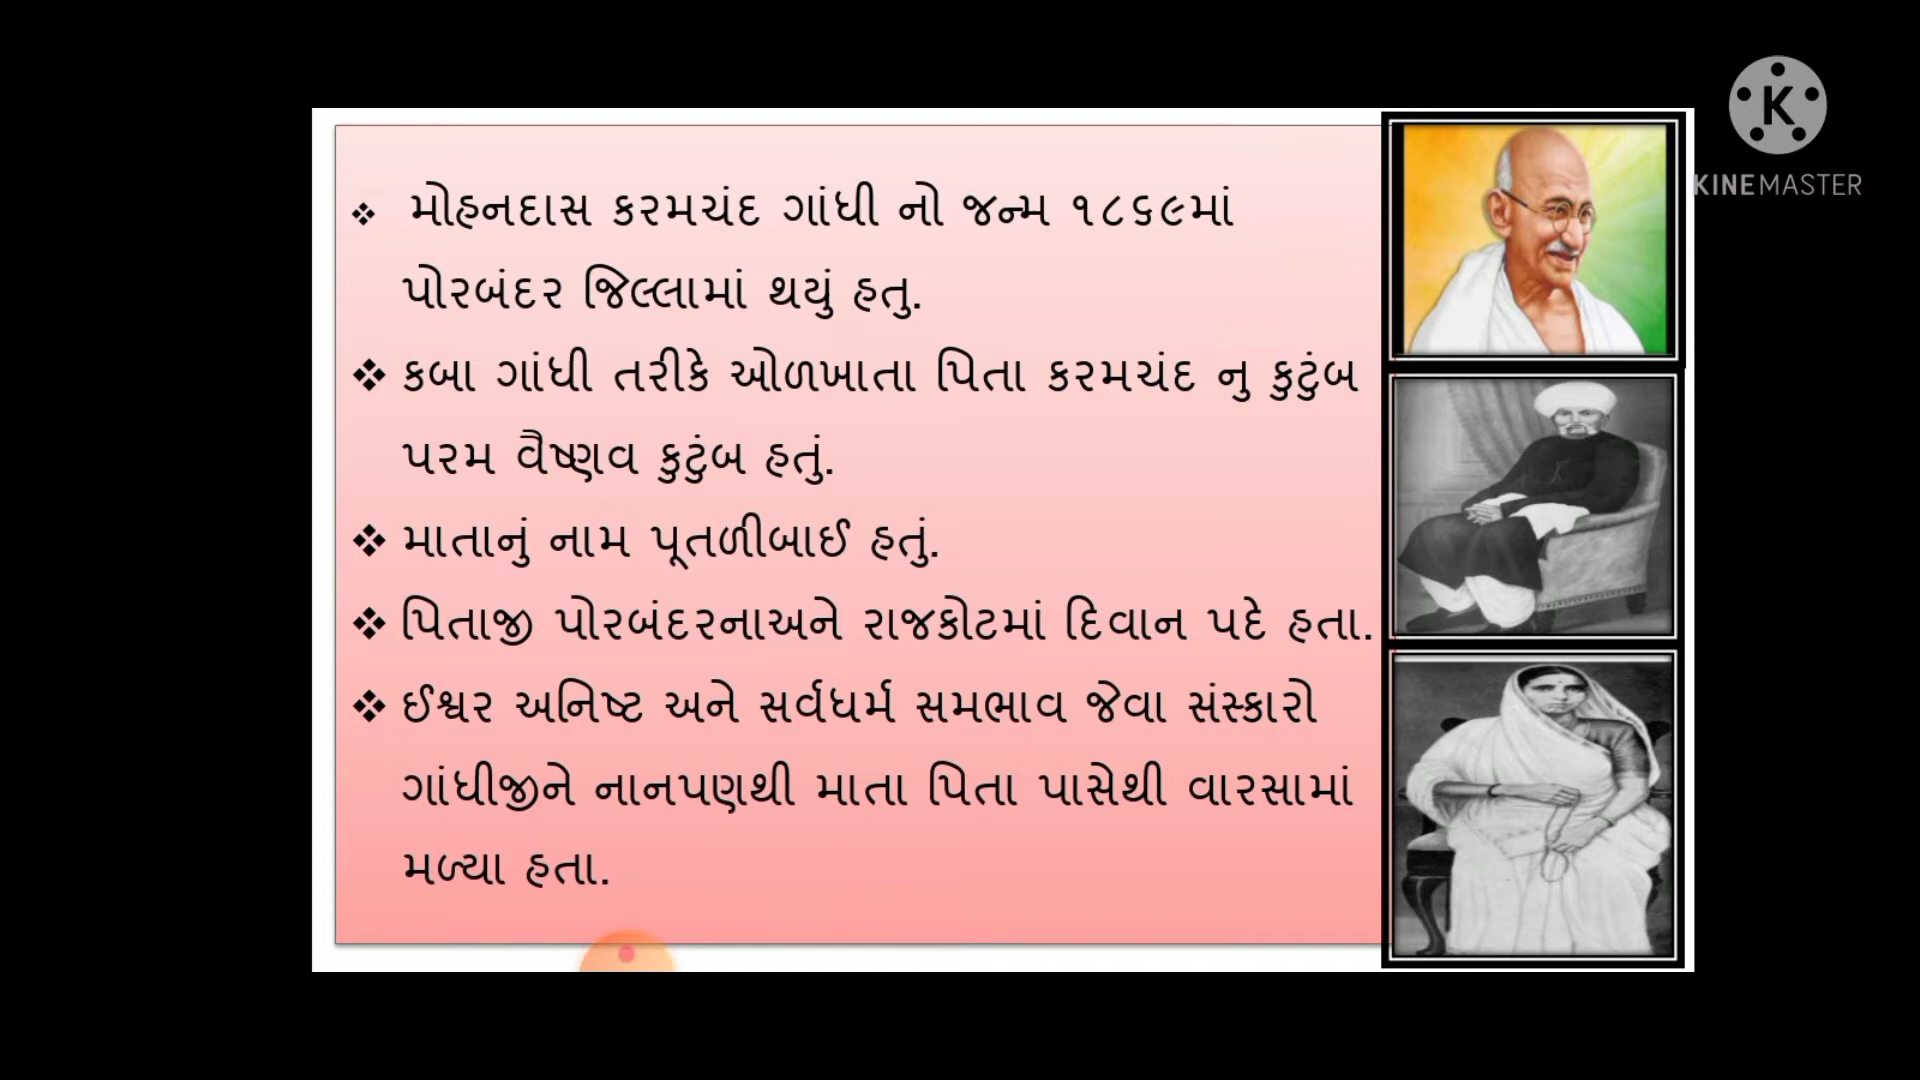 ❖ મોહનદાસ કરમચંદ ગાંધી નો જન્મ ૧૮૬૯માં
પોરબંદર જિલ્લામાં થયું હતુ.
❖ કબા ગાંધી તરીકે ઓળખાતા પિતા કરમચંદ નુ કુટુંબ
પરમ વૈષ્ણવ કુટુંબ હતું.
❖ માતાનું નામ પૂતળીબાઈ હતું.
❖ પિતાજી પોરબંદરનાઅને રાજકોટમાં દિવાન પદે હતા.
❖ ઈશ્વર અનિષ્ટ અને સર્વધર્મ સમભાવ જેવા સંસ્કારો
ગાંધીજીને નાનપણથી માતા પિતા પાસેથી વારસામાં
મળ્યા હતા.
K
KINEMASTER